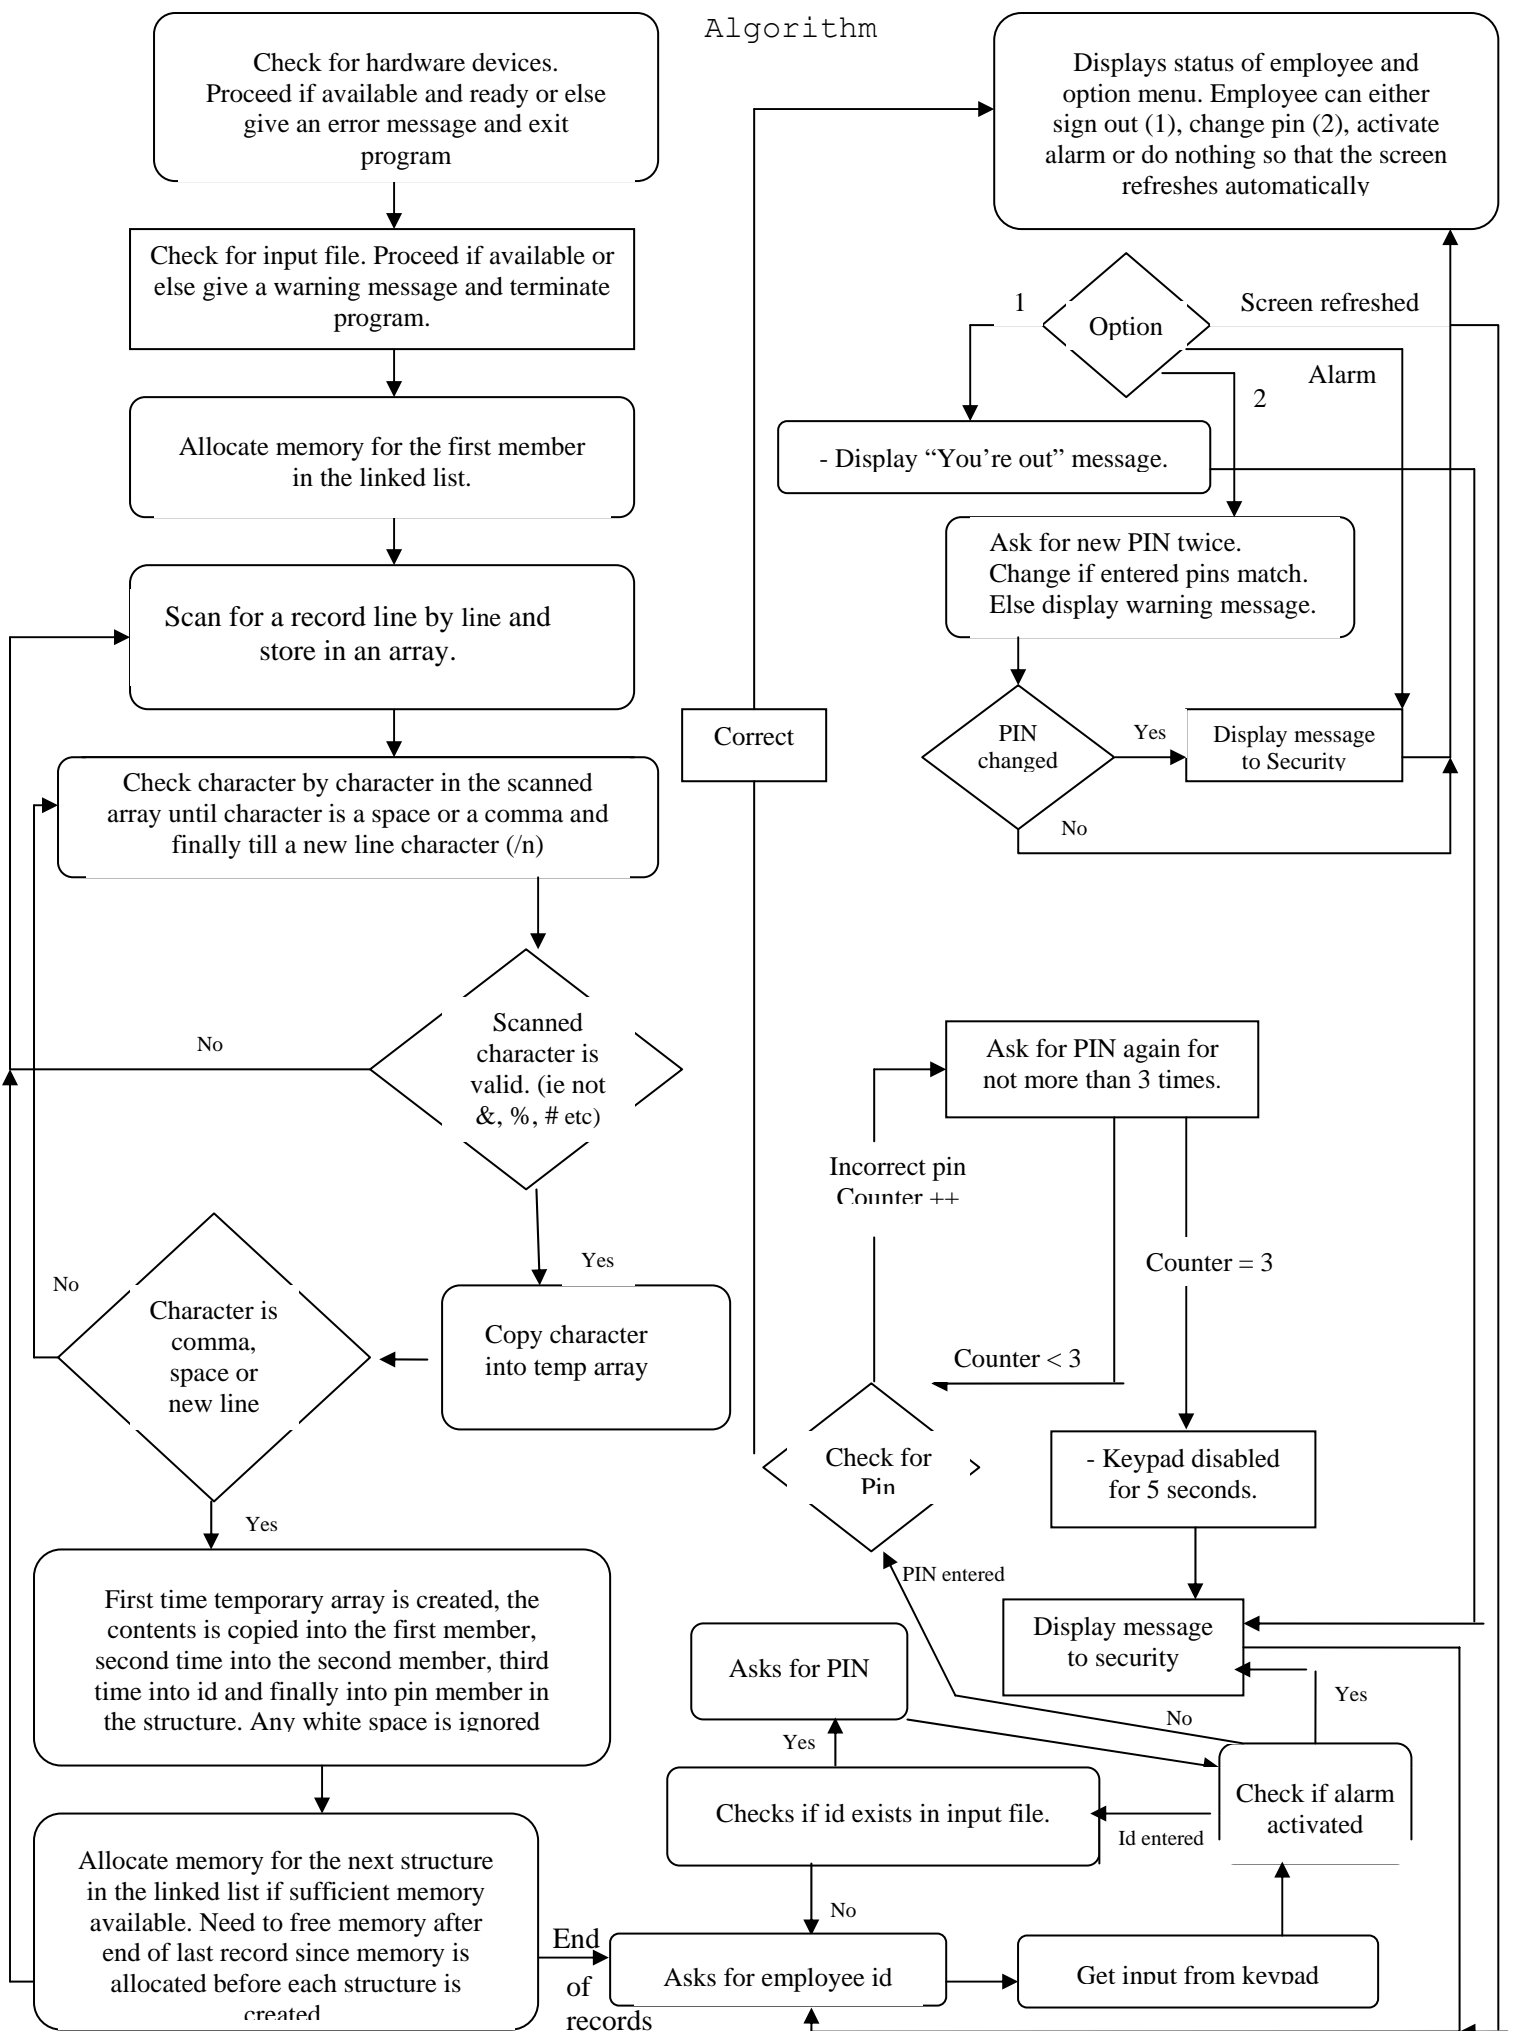 Algorithm
Check for hardware devices.
Proceed if available and ready or else
give an error message and exit
program
Check for input file. Proceed if available or
else give a warning message and terminate
program.
Allocate memory for the first member
in the linked list.
Scan for a record line by line and
store in an array.
Check character by character in the scanned
array until character is a space or a comma and
finally till a new line character (/n)
Scanned
character is
valid. (ie not
&, %, # etc)
No
Yes
Copy character
into temp array
Character is
comma,
space or
new line
No
Yes
First time temporary array is created, the
contents is copied into the first member,
second time into the second member, third
time into id and finally into pin member in
the structure. Any white space is ignored
Allocate memory for the next structure
in the linked list if sufficient memory
available. Need to free memory after
end of last record since memory is
allocated before each structure is
created
End
of
records
Asks for employee id
Get input from keypad
Check if alarm
activated
Id entered
Checks if id exists in input file.
No
Yes
Asks for PIN
No
Yes
PIN entered
Check for
Pin
Incorrect pin
Counter ++
Ask for PIN again for
not more than 3 times.
Counter < 3
Counter = 3
- Keypad disabled
for 5 seconds.
Display message
to security
Correct
Displays status of employee and
option menu. Employee can either
sign out (1), change pin (2), activate
alarm or do nothing so that the screen
refreshes automatically
Option
1
Screen refreshed
Alarm
2
- Display “You’re out” message.
Ask for new PIN twice.
Change if entered pins match.
Else display warning message.
PIN
changed
Yes
Display message
to Security
No